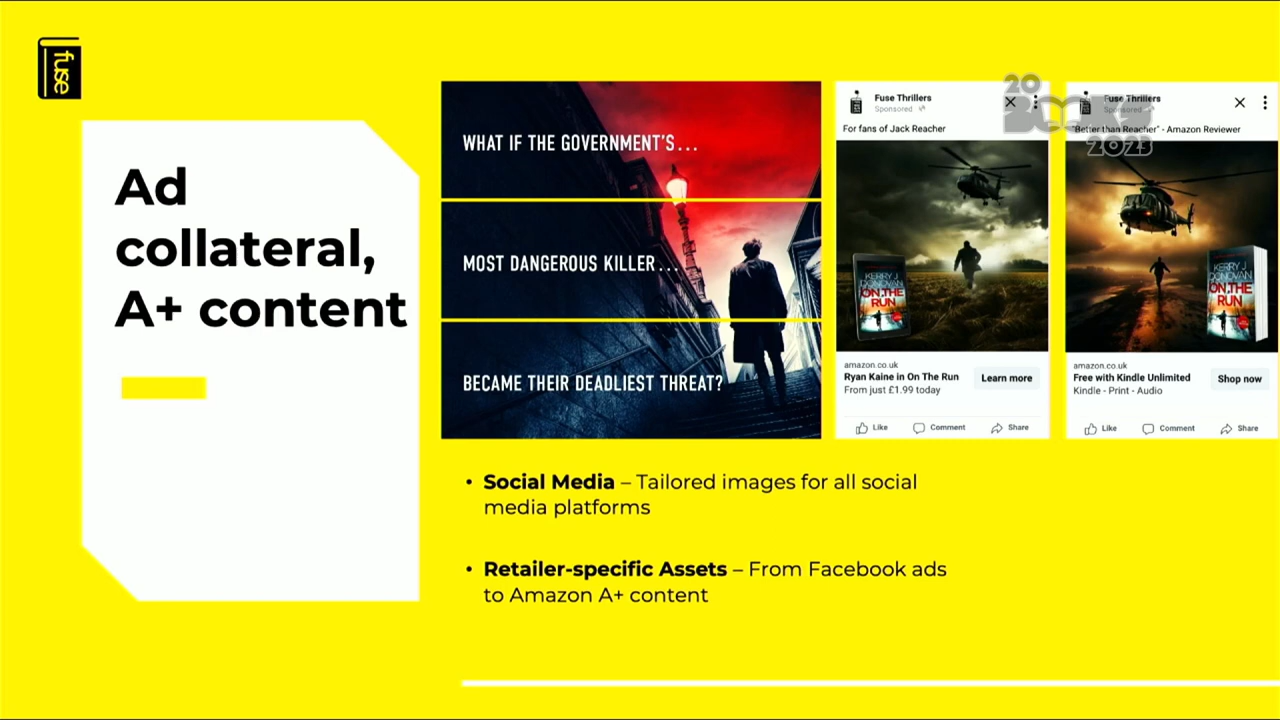 fuse
Ad
collateral,
A+ content
WHAT IF THE GOVERNMENT'S...
MOST DANGEROUS KILLER...
BECAME THEIR DEADLIEST THREAT?
Fuse Thrillers
Sponsored
For fans of Jack Reacher
KERRY J
DONOVAN
ON THE
RUN
amazon.co.uk
Ryan Kaine in On The Run
From just £1.99 today
Learn more
Like
Comment
Share
20
BOOKS
2023
Fuse Thrillers
Sponsored
"Better than Reacher" - Amazon Reviewer
KERRY J
DONOVAN
ON THE
RUN
amazon.co.uk
Free with Kindle Unlimited
Kindle - Print - Audio
Shop now
Like
Comment
Share
• Social Media – Tailored images for all social
media platforms
• Retailer-specific Assets – From Facebook ads
to Amazon A+ content